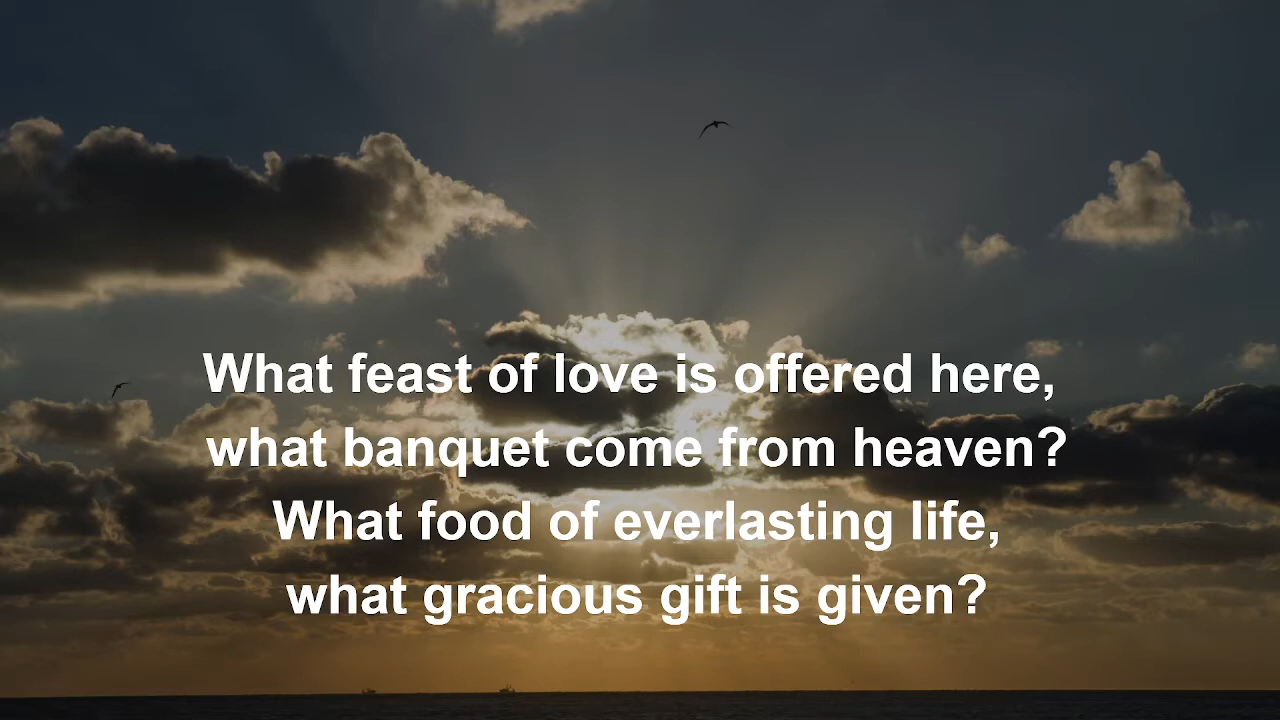 What feast of love is offered here,
what banquet come from heaven?
What food of everlasting life,
what gracious gift is given?